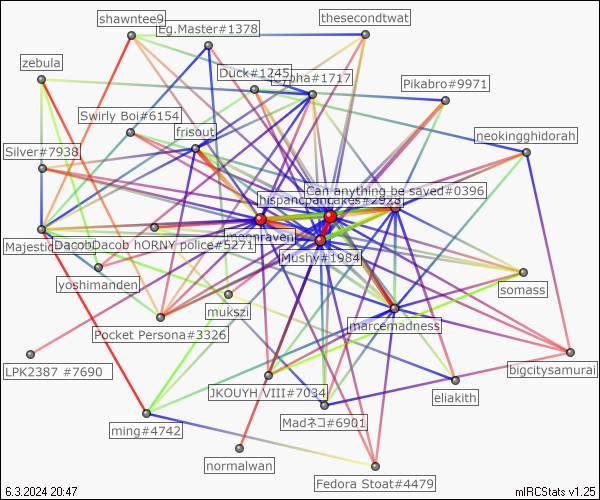 shawntee9
Eg.Master#1378
thesecondtwat
zebula
Duck#1245
#1717
Pikabro#9971
Swirly Boi#6154
frisout
neokingghidorah
Silver#7938
Can anything be saved#0396
hispanicpancakes#2928
Majestic
DacobDacob hORNY police#5271
monmraven
Mushy#1984
yoshimanden
somass
mukszi
Pocket Persona#3326
marcemadness
LPK2387 #7690
bigcitysamurai
JKOUYH VIII#7034
eliakith
Madネコ#6901
ming#4742
normalwan
Fedora Stoat#4479
6.3.2024 20:47
mIRCStats v1.25